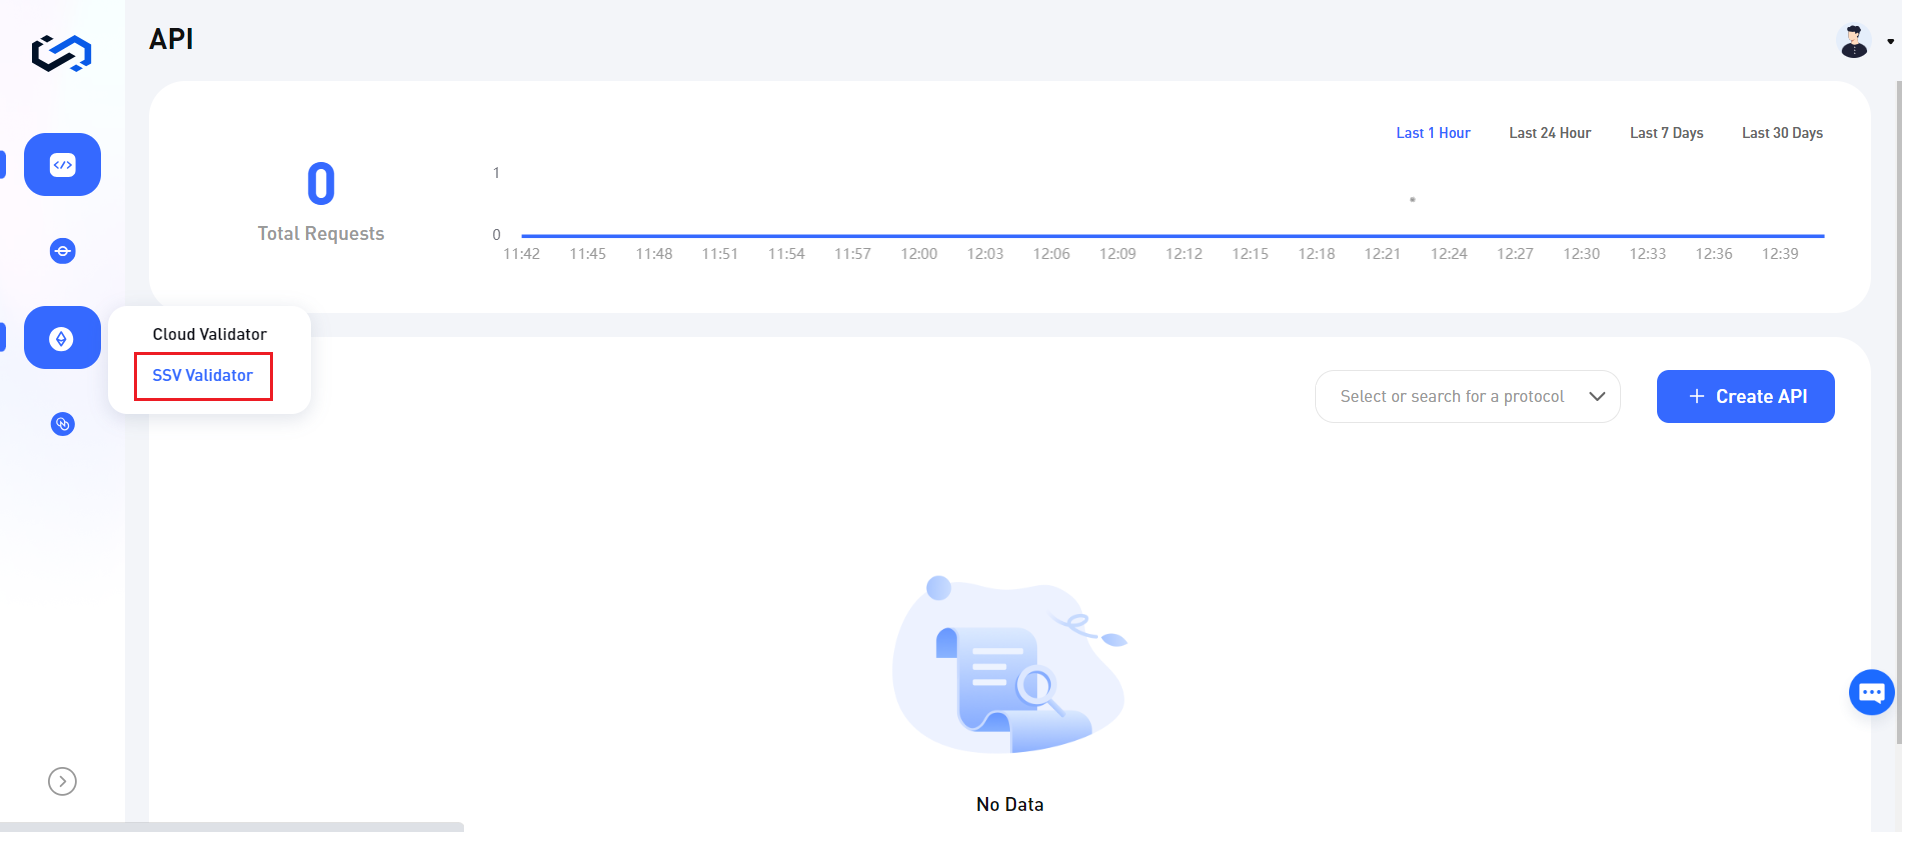 API
Last 1 Hour Last 24 Hour Last 7 Days Last 30 Days
0
Total Requests
1
0
11:42 11:45 11:48 11:51 11:54 11:57 12:00 12:03 12:06 12:09 12:12 12:15 12:18 12:21 12:24 12:27 12:30 12:33 12:36 12:39
Cloud Validator
SSV Validator
Select or search for a protocol
+ Create API
No Data